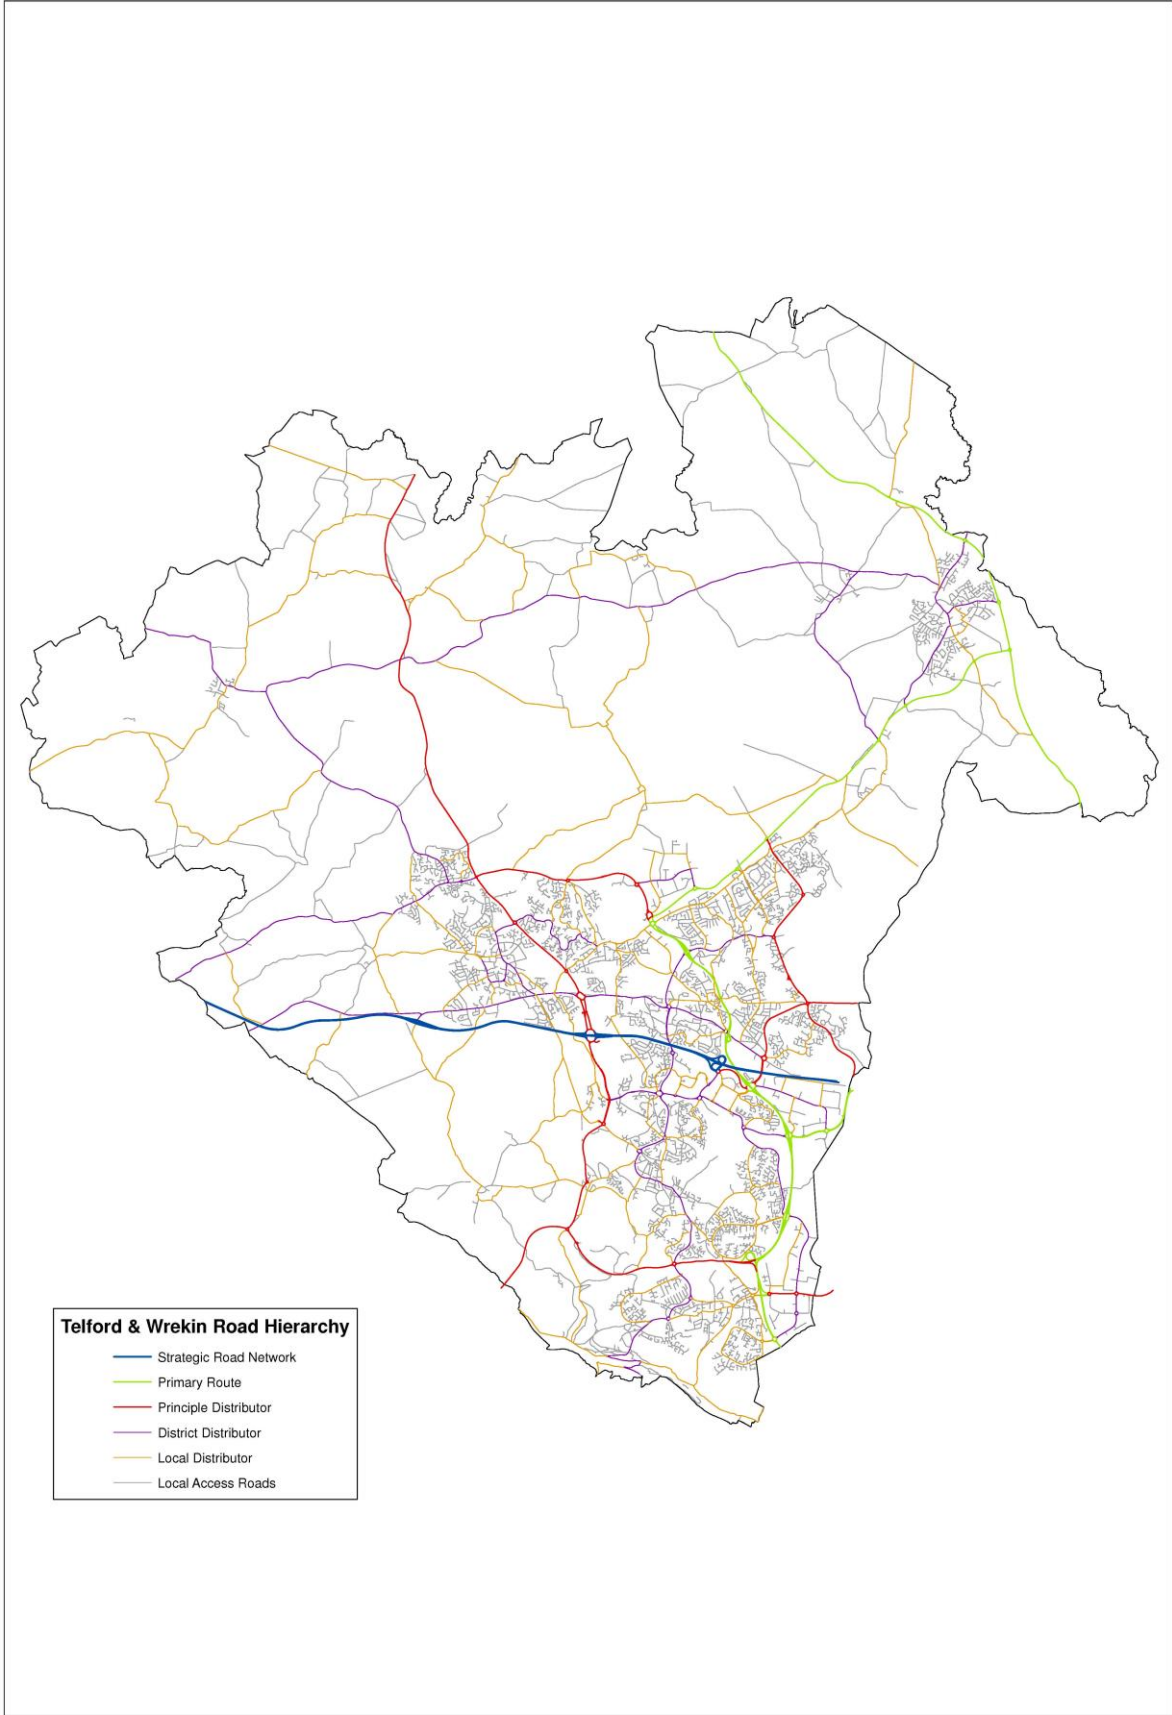 Telford & Wrekin Road Hierarchy
Strategic Road Network
Primary Route
Principle Distributor
District Distributor
Local Distributor
Local Access Roads